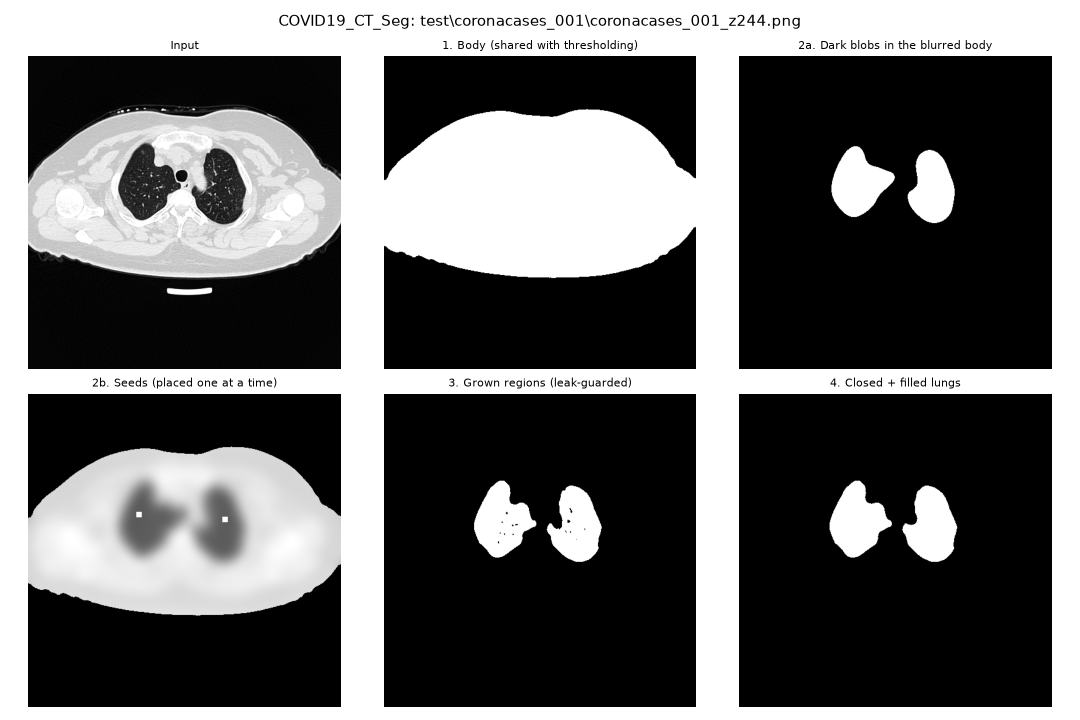 COVID19_CT_Seg: test\coronacases_001\coronacases_001_z244.png
Input
1. Body (shared with thresholding)
2a. Dark blobs in the blurred body
2b. Seeds (placed one at a time)
3. Grown regions (leak-guarded)
4. Closed + filled lungs